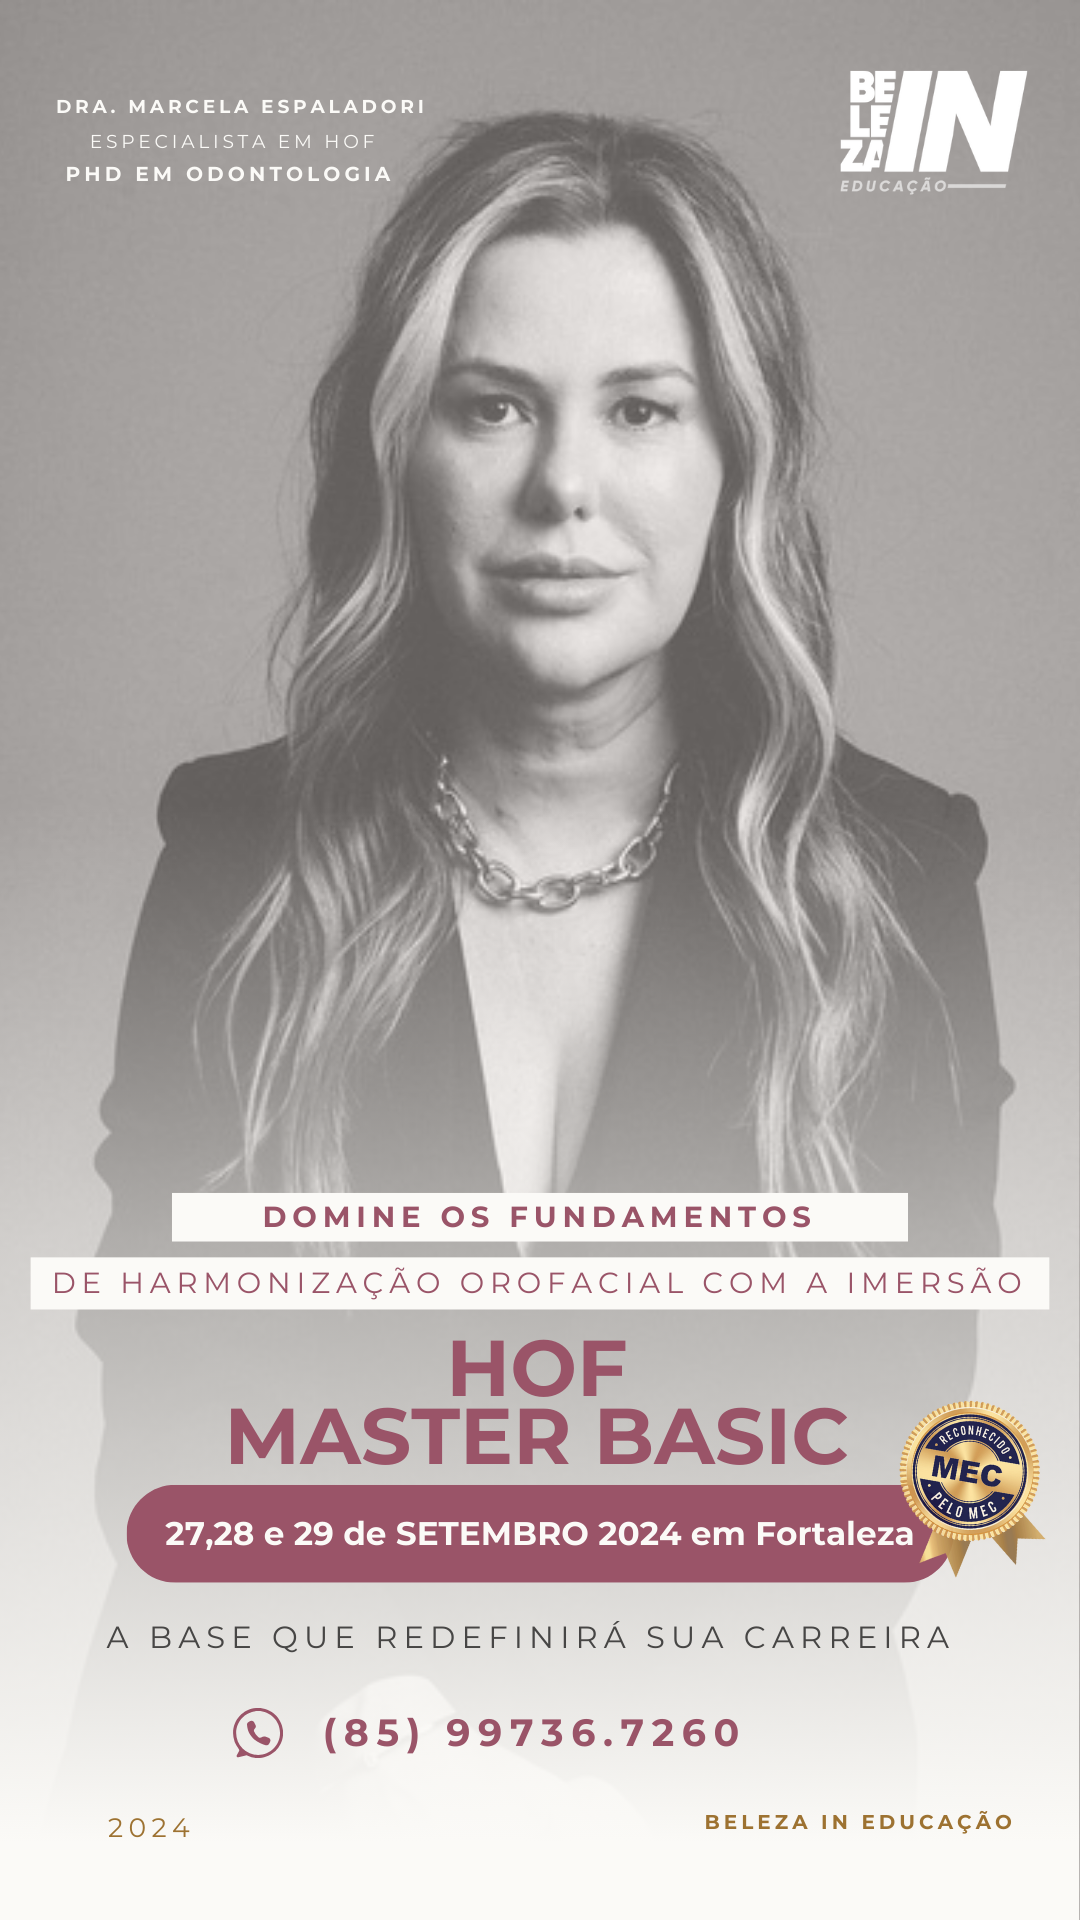 DRA. MARCELA ESPALADORI
ESPECIALISTA EM HOF
PHD EM ODONTOLOGIA
BE
LE
ZA
IN
EDUCAÇÃO
DOMINE OS FUNDAMENTOS
DE HARMONIZAÇÃO OROFACIAL COM A IMERSÃO
HOF
MASTER BASIC
RECONHECIDO
MEC
PELO MEC
27,28 e 29 de SETEMBRO 2024 em Fortaleza
A BASE QUE REDEFINIRÁ SUA CARREIRA
(85) 99736.7260
2024
BELEZA IN EDUCAÇÃO